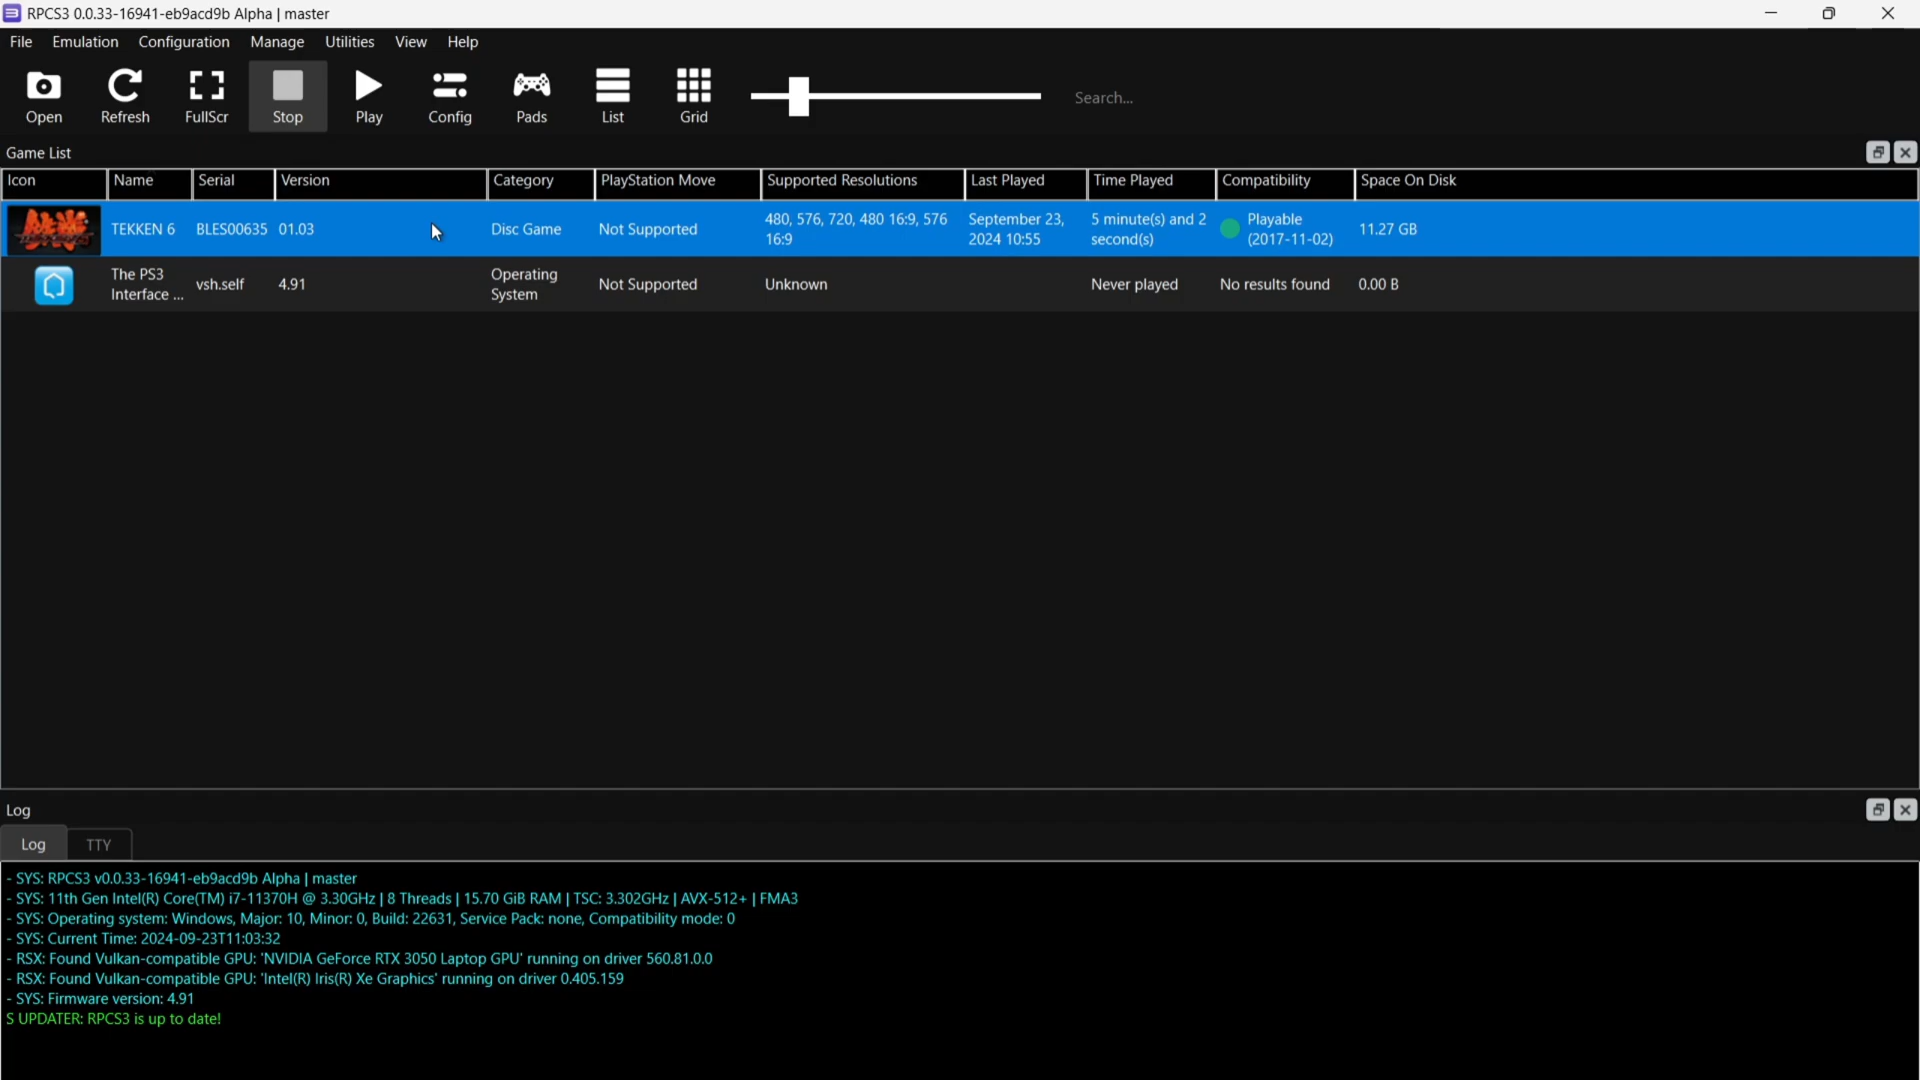 RPCS3 0.0.33-16941-eb9acd9b Alpha | master
File Emulation Configuration Manage Utilities View Help
Open Refresh FullScr Stop Play Config Pads List Grid Search...
Game List
Icon Name Serial Version Category PlayStation Move Supported Resolutions Last Played Time Played Compatibility Space On Disk
TEKKEN 6 BLES00635 01.03 Disc Game Not Supported 480, 576, 720, 480 16:9, 576 September 23, 5 minute(s) and 2 Playable 11.27 GB
16:9 2024 10:55 second(s) (2017-11-02)
The PS3 vsh.self 4.91 Operating Not Supported Unknown Never played No results found 0.00 B
Interface ... System
Log
Log TTY
- SYS: RPCS3 v0.0.33-16941-eb9acd9b Alpha | master
- SYS: 11th Gen Intel(R) Core(TM) i7-11370H @ 3.30GHz | 8 Threads | 15.70 GiB RAM | TSC: 3.302GHz | AVX-512+ | FMA3
- SYS: Operating system: Windows, Major: 10, Minor: 0, Build: 22631, Service Pack: none, Compatibility mode: 0
- SYS: Current Time: 2024-09-23T11:03:32
- RSX: Found Vulkan-compatible GPU: 'NVIDIA GeForce RTX 3050 Laptop GPU' running on driver 560.81.0.0
- RSX: Found Vulkan-compatible GPU: 'Intel(R) Iris(R) Xe Graphics' running on driver 0.405.159
- SYS: Firmware version: 4.91
S UPDATER: RPCS3 is up to date!